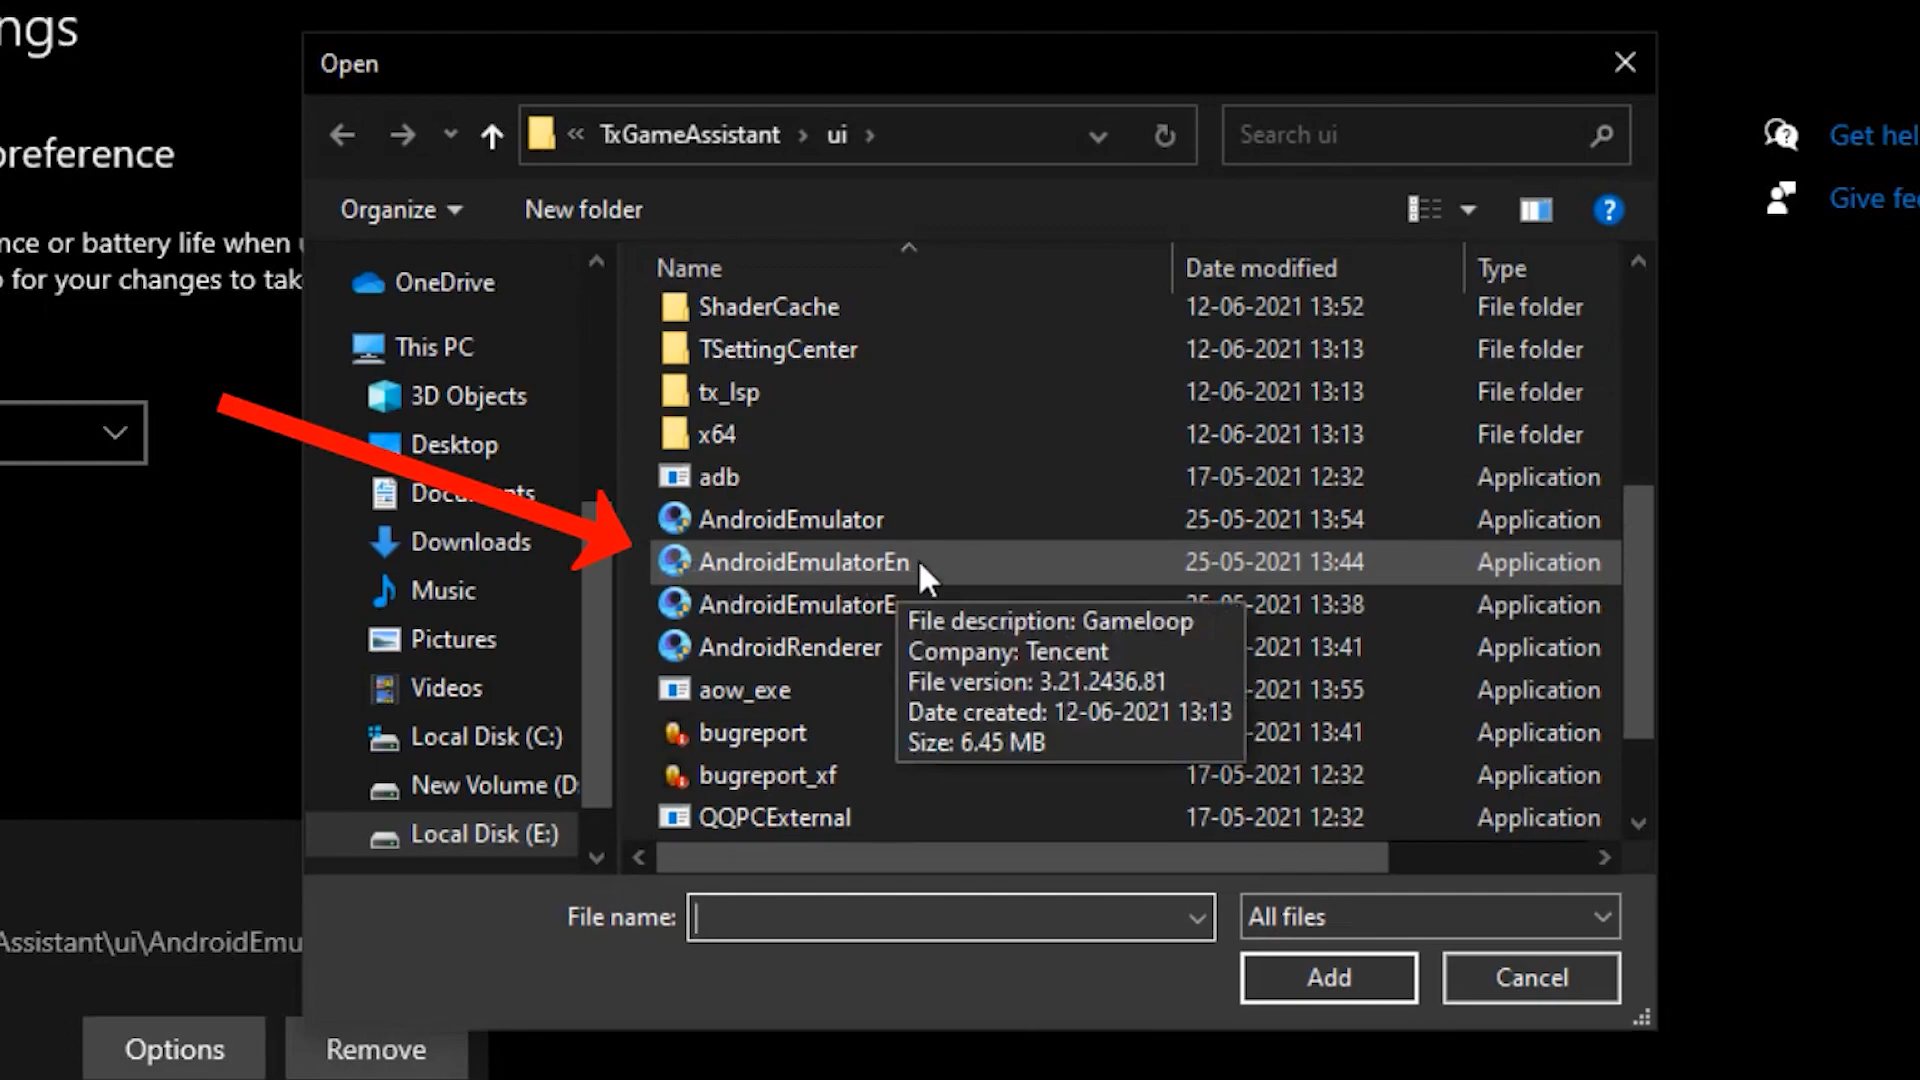 ngs
preference
nce or battery life when
o for your changes to tak
Open
TxGameAssistant
ui
Search ui
Get hel
Give fee
Organize
New folder
OneDrive
This PC
3D Objects
Desktop
Downloads
Music
Pictures
Videos
Local Disk (C:)
New Volume (D:
Local Disk (E:)
Name Date modified Type
ShaderCache 12-06-2021 13:52 File folder
TSettingCenter 12-06-2021 13:13 File folder
tx_lsp 12-06-2021 13:13 File folder
x64 12-06-2021 13:13 File folder
adb 17-05-2021 12:32 Application
AndroidEmulator 25-05-2021 13:54 Application
AndroidEmulatorEn 25-05-2021 13:44 Application
AndroidEmulatorE 25-05-2021 13:38 Application
AndroidRenderer 13:41 Application
aow_exe 13:55 Application
bugreport 13:41 Application
bugreport_xf 17-05-2021 12:32 Application
QQPCExternal 17-05-2021 12:32 Application
File description: Gameloop
Company: Tencent
File version: 3.21.2436.81
Date created: 12-06-2021 13:13
Size: 6.45 MB
File name:
All files
Add
Cancel
Assistant\ui\AndroidEmu
Options
Remove